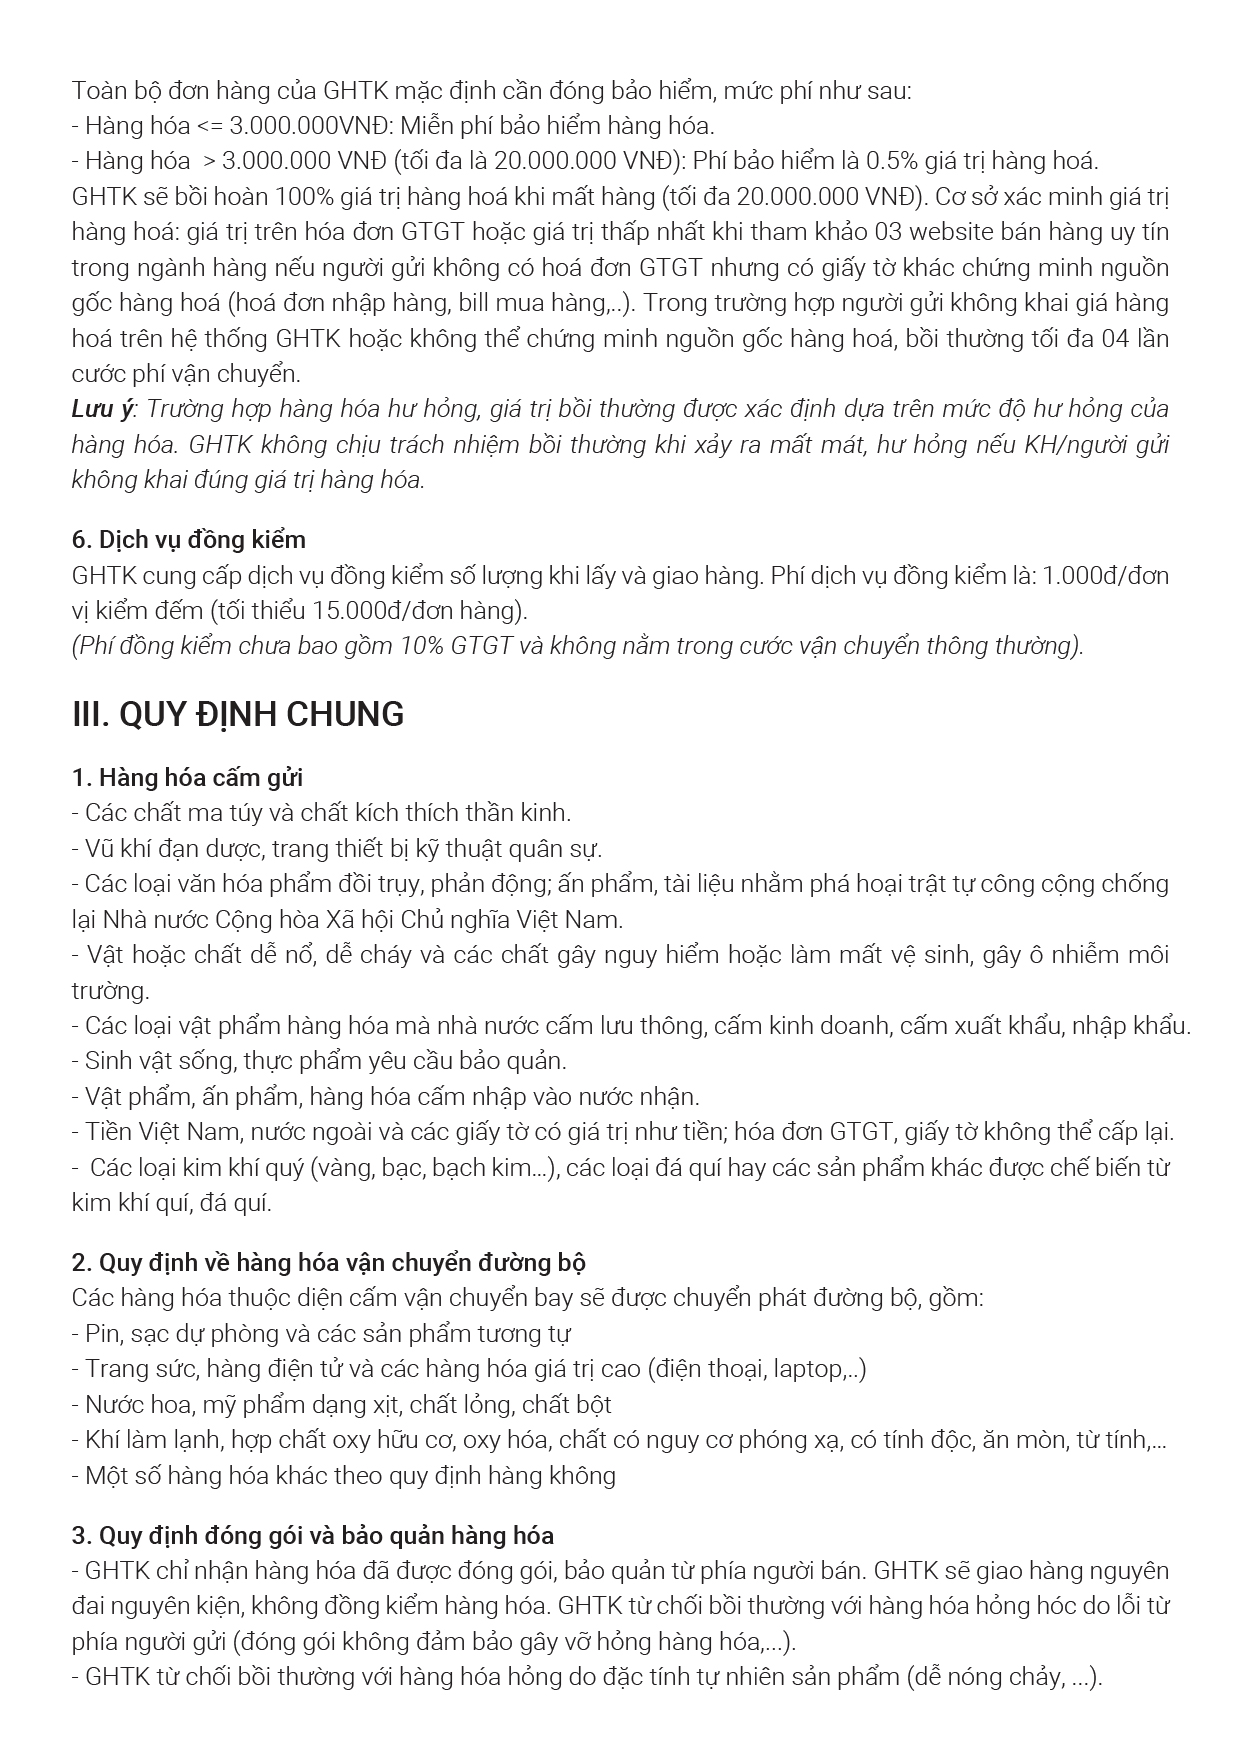 Toàn bộ đơn hàng của GHTK mặc định cần đóng bảo hiểm, mức phí như sau:
- Hàng hóa <= 3.000.000VNĐ: Miễn phí bảo hiểm hàng hóa.
- Hàng hóa  > 3.000.000 VNĐ (tối đa là 20.000.000 VNĐ): Phí bảo hiểm là 0.5% giá trị hàng hoá.
GHTK sẽ bồi hoàn 100% giá trị hàng hoá khi mất hàng (tối đa 20.000.000 VNĐ). Cơ sở xác minh giá trị
hàng hoá: giá trị trên hóa đơn GTGT hoặc giá trị thấp nhất khi tham khảo 03 website bán hàng uy tín
trong ngành hàng nếu người gửi không có hoá đơn GTGT nhưng có giấy tờ khác chứng minh nguồn
gốc hàng hoá (hoá đơn nhập hàng, bill mua hàng,..). Trong trường hợp người gửi không khai giá hàng
hoá trên hệ thống GHTK hoặc không thể chứng minh nguồn gốc hàng hoá, bồi thường tối đa 04 lần
cước phí vận chuyển.
Lưu ý: Trường hợp hàng hóa hư hỏng, giá trị bồi thường được xác định dựa trên mức độ hư hỏng của
hàng hóa. GHTK không chịu trách nhiệm bồi thường khi xảy ra mất mát, hư hỏng nếu KH/người gửi
không khai đúng giá trị hàng hóa.
6. Dịch vụ đồng kiểm
GHTK cung cấp dịch vụ đồng kiểm số lượng khi lấy và giao hàng. Phí dịch vụ đồng kiểm là: 1.000đ/đơn
vị kiểm đếm (tối thiểu 15.000đ/đơn hàng).
(Phí đồng kiểm chưa bao gồm 10% GTGT và không nằm trong cước vận chuyển thông thường).
III. QUY ĐỊNH CHUNG
1. Hàng hóa cấm gửi
- Các chất ma túy và chất kích thích thần kinh.
- Vũ khí đạn dược, trang thiết bị kỹ thuật quân sự.
- Các loại văn hóa phẩm đồi trụy, phản động; ấn phẩm, tài liệu nhằm phá hoại trật tự công cộng chống
lại Nhà nước Cộng hòa Xã hội Chủ nghĩa Việt Nam.
- Vật hoặc chất dễ nổ, dễ cháy và các chất gây nguy hiểm hoặc làm mất vệ sinh, gây ô nhiễm môi
trường.
- Các loại vật phẩm hàng hóa mà nhà nước cấm lưu thông, cấm kinh doanh, cấm xuất khẩu, nhập khẩu.
- Sinh vật sống, thực phẩm yêu cầu bảo quản.
- Vật phẩm, ấn phẩm, hàng hóa cấm nhập vào nước nhận.
- Tiền Việt Nam, nước ngoài và các giấy tờ có giá trị như tiền; hóa đơn GTGT, giấy tờ không thể cấp lại.
-  Các loại kim khí quý (vàng, bạc, bạch kim...), các loại đá quí hay các sản phẩm khác được chế biến từ
kim khí quí, đá quí.
2. Quy định về hàng hóa vận chuyển đường bộ
Các hàng hóa thuộc diện cấm vận chuyển bay sẽ được chuyển phát đường bộ, gồm:
- Pin, sạc dự phòng và các sản phẩm tương tự
- Trang sức, hàng điện tử và các hàng hóa giá trị cao (điện thoại, laptop,..)
- Nước hoa, mỹ phẩm dạng xịt, chất lỏng, chất bột
- Khí làm lạnh, hợp chất oxy hữu cơ, oxy hóa, chất có nguy cơ phóng xạ, có tính độc, ăn mòn, từ tính,...
- Một số hàng hóa khác theo quy định hàng không
3. Quy định đóng gói và bảo quản hàng hóa
- GHTK chỉ nhận hàng hóa đã được đóng gói, bảo quản từ phía người bán. GHTK sẽ giao hàng nguyên
đai nguyên kiện, không đồng kiểm hàng hóa. GHTK từ chối bồi thường với hàng hóa hỏng hóc do lỗi từ
phía người gửi (đóng gói không đảm bảo gây vỡ hỏng hàng hóa,...).
- GHTK từ chối bồi thường với hàng hóa hỏng do đặc tính tự nhiên sản phẩm (dễ nóng chảy, ...).